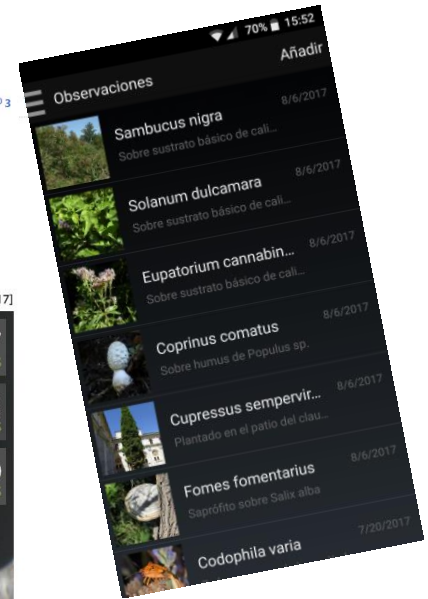 70% 15:52
Observaciones Añadir
Sambucus nigra 8/6/2017
Sobre sustrato básico de cali...
Solanum dulcamara 8/6/2017
Sobre sustrato básico de cali...
Eupatorium cannabin... 8/6/2017
Sobre sustrato básico de cali...
Coprinus comatus 8/6/2017
Sobre humus de Populus sp.
Cupressus sempervir... 8/6/2017
Plantado en el patio del clau...
Fomes fomentarius 8/6/2017
Saprófito sobre Salix alba
Codophila varia 7/20/2017
3
17]